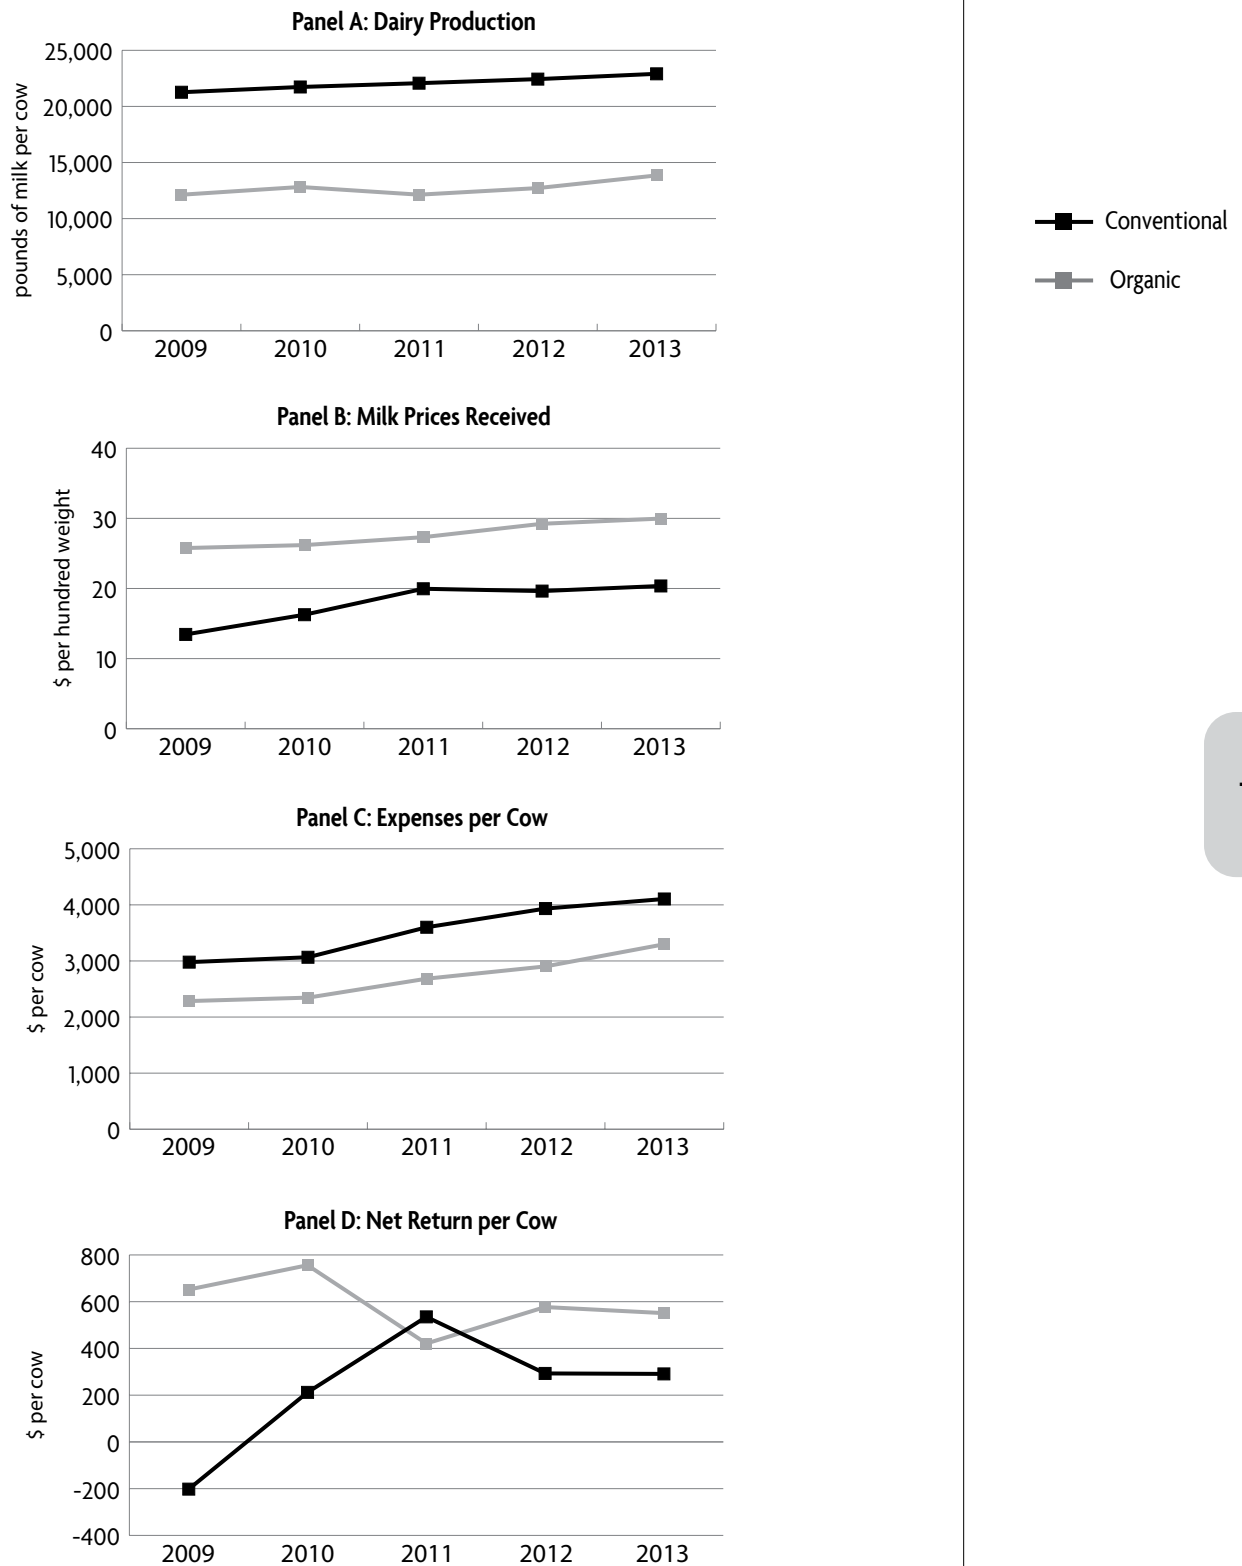 Panel A: Dairy Production
25,000
20,000
15,000
10,000
5,000
0
pounds of milk per cow
2009 2010 2011 2012 2013
Conventional
Organic
Panel B: Milk Prices Received
40
30
20
10
0
$ per hundred weight
2009 2010 2011 2012 2013
Panel C: Expenses per Cow
5,000
4,000
3,000
2,000
1,000
0
$ per cow
2009 2010 2011 2012 2013
Panel D: Net Return per Cow
800
600
400
200
0
-200
-400
$ per cow
2009 2010 2011 2012 2013